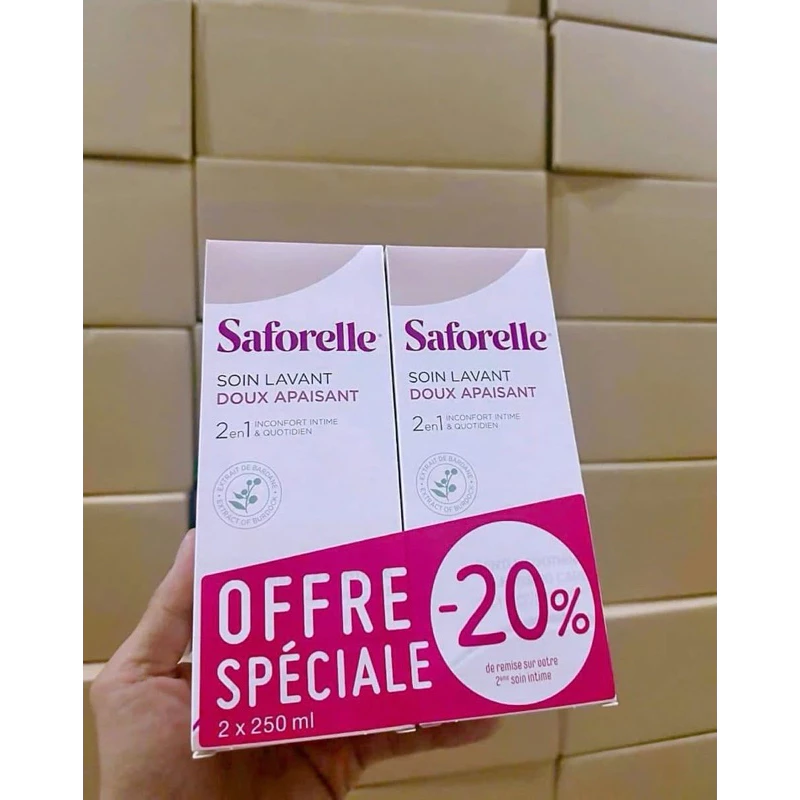 Saforelle®
SOIN LAVANT
DOUX APAISANT
2en1 INCONFORT INTIME
& QUOTIDIEN
EXTRAIT DE BARDANE
EXTRACT OF BURDOCK
Saforelle®
SOIN LAVANT
DOUX APAISANT
2en1 INCONFORT INTIME
& QUOTIDIEN
EXTRAIT DE BARDANE
EXTRACT OF BURDOCK
OFFRE
SPÉCIALE
2 x 250 ml
-20%
de remise sur votre
2ème soin intime